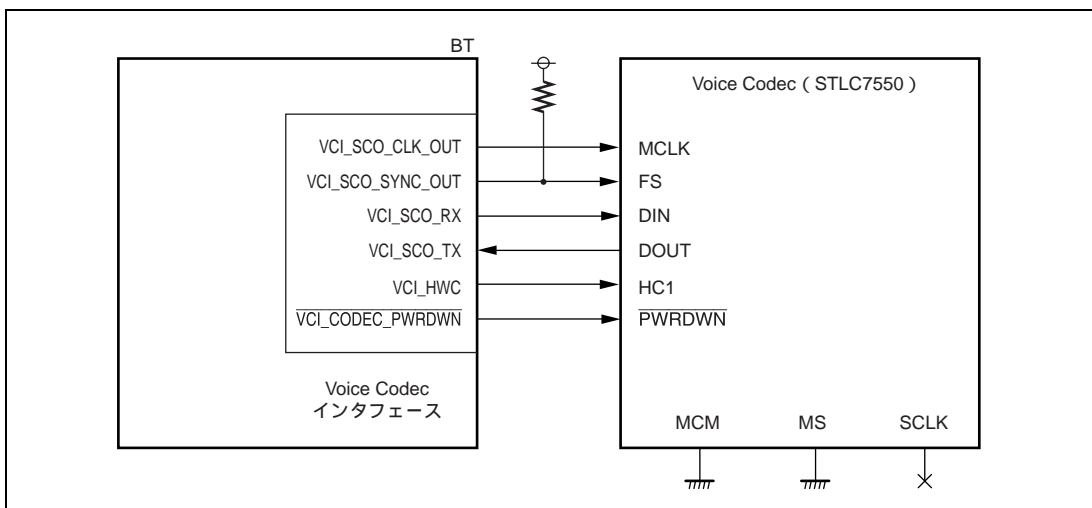 BT
VCI_SCO_CLK_OUT
VCI_SCO_SYNC_OUT
VCI_SCO_RX
VCI_SCO_TX
VCI_HWC
VCI_CODEC_PWRDWN
Voice Codec
インタフェース
Voice Codec（STLC7550）
MCLK
FS
DIN
DOUT
HC1
PWRDWN
MCM MS SCLK